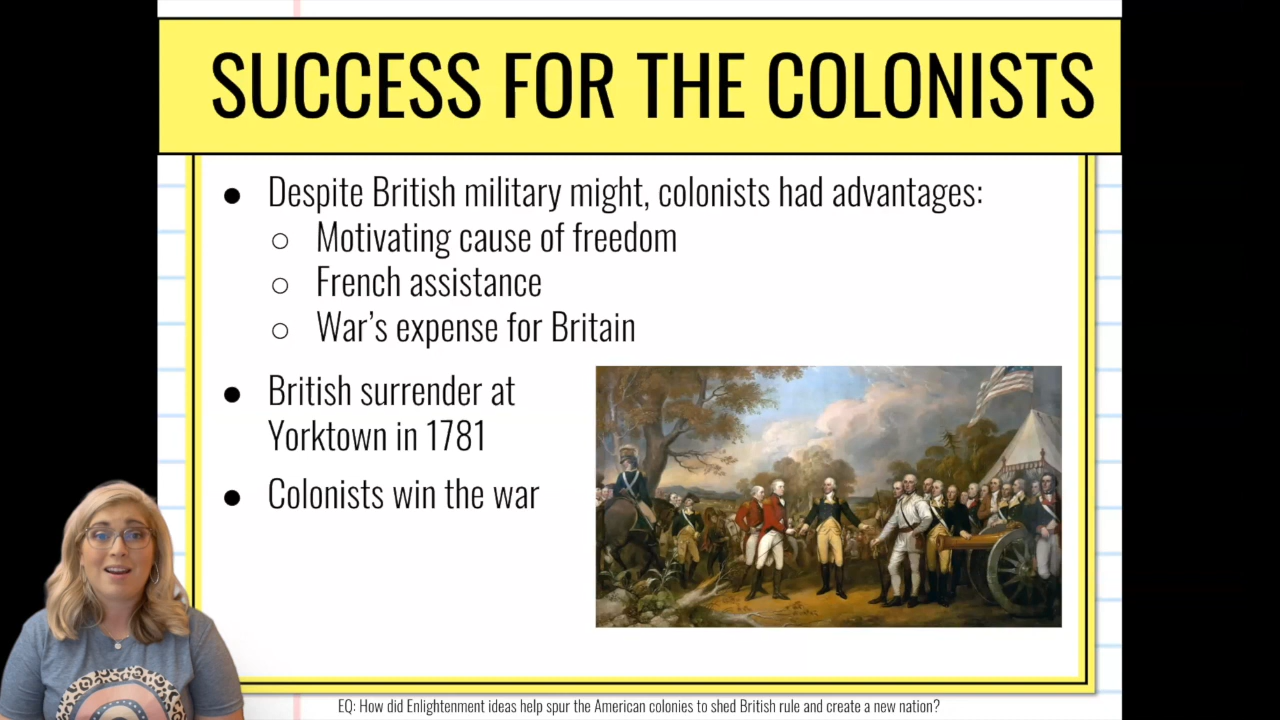 SUCCESS FOR THE COLONISTS
● Despite British military might, colonists had advantages:
○ Motivating cause of freedom
○ French assistance
○ War's expense for Britain
● British surrender at
Yorktown in 1781
● Colonists win the war
EQ: How did Enlightenment ideas help spur the American colonies to shed British rule and create a new nation?